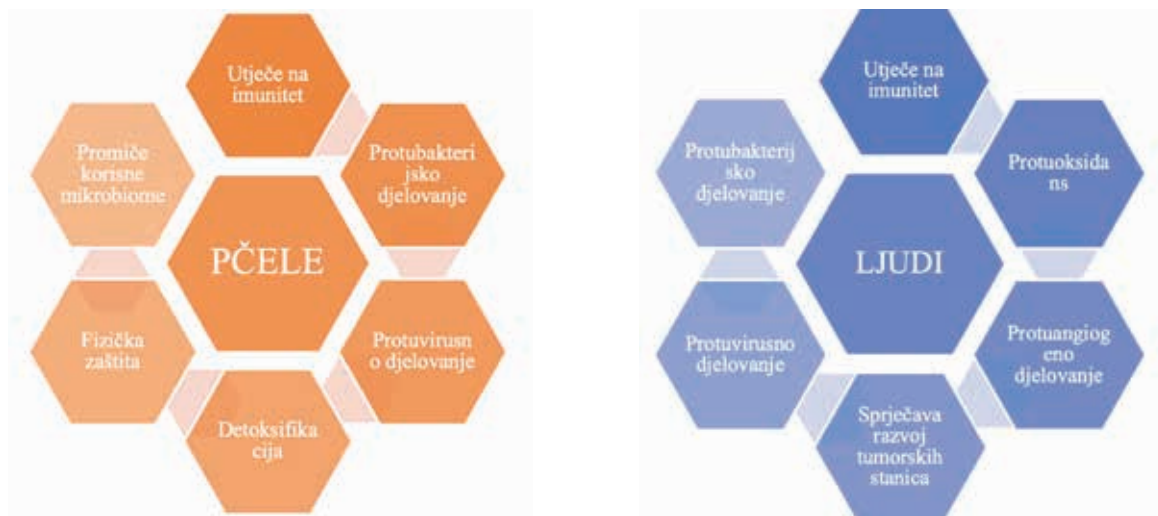 Utječe na
imunitet
Protubakteri
jsko
djelovanje
Protuvirusn
o djelovanje
Detoksifika
cija
Fizička
zaštita
Promiče
korisne
mikrobiome
PČELE
Utječe na
imunitet
Protuoksida
ns
Protuangiog
eno
djelovanje
Sprječava
razvoj
tumorskih
stanica
Protuvirusno
djelovanje
Protubakterij
sko
djelovanje
LJUDI